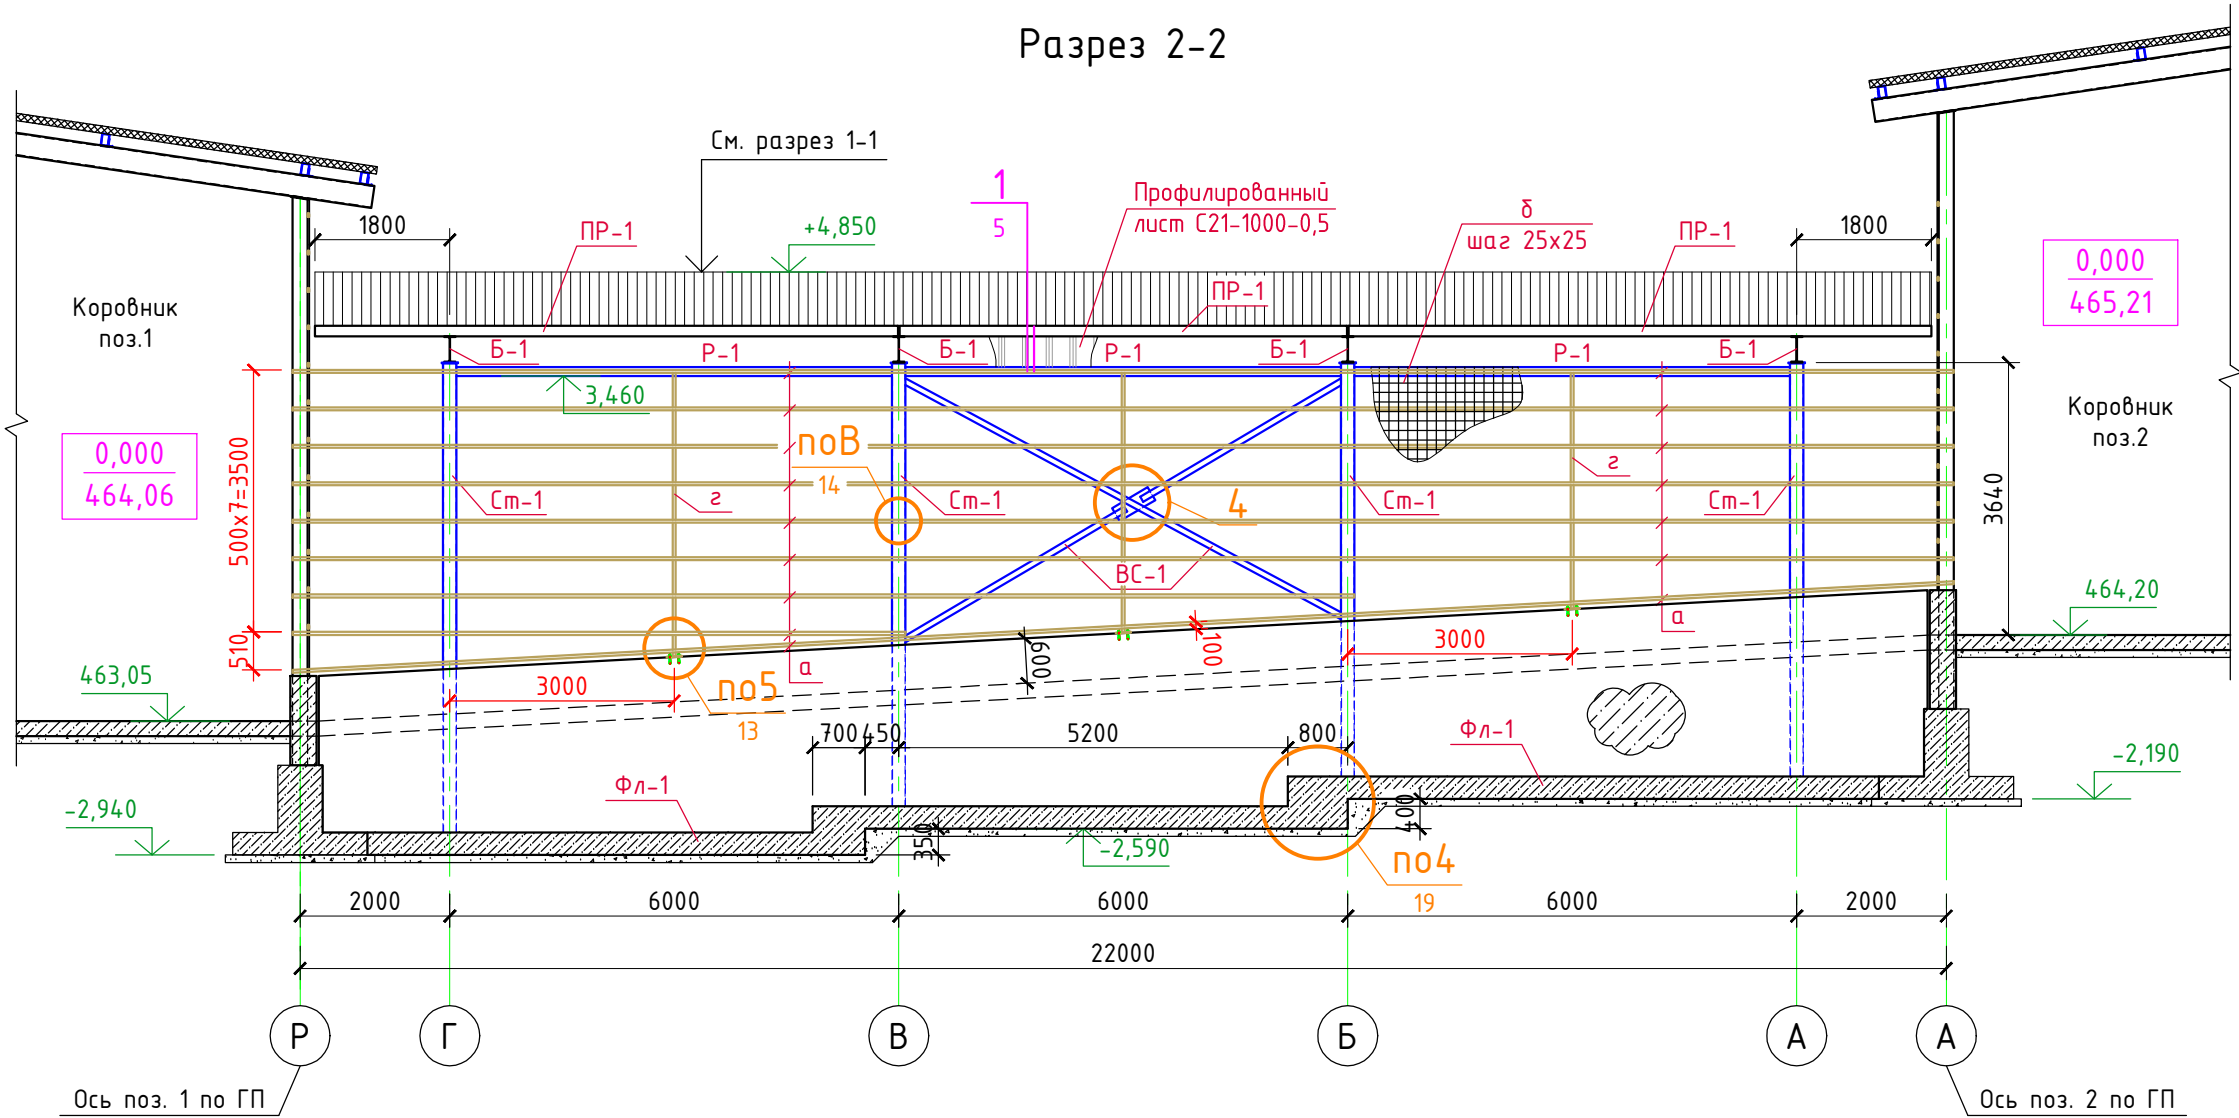 Разрез 2-2
См. разрез 1-1
1
5
Профилированный
лист С21-1000-0,5
б
шаг 25х25
1800
ПР-1
+4,850
ПР-1
1800
0,000
465,21
Коровник
поз.1
ПР-1
Б-1
Р-1
Б-1
Р-1
Б-1
Р-1
Б-1
3,460
Коровник
поз.2
0,000
464,06
500х7=3500
510
поВ
14
4
Ст-1
г
Ст-1
Ст-1
г
Ст-1
3640
ВС-1
463,05
464,20
а
а
3000
600
100
3000
по5
13
700
450
5200
800
Фл-1
Фл-1
-2,940
-2,190
350
-2,590
400
по4
19
2000
6000
6000
6000
2000
22000
Р
Г
В
Б
А
А
Ось поз. 1 по ГП
Ось поз. 2 по ГП